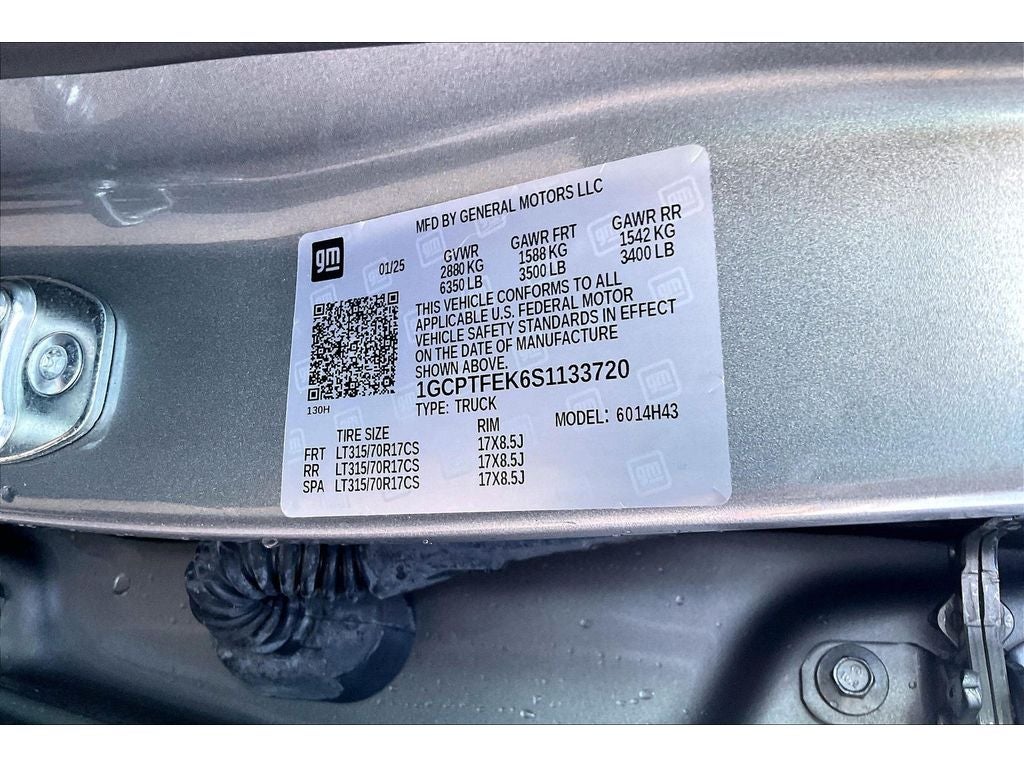 MFD BY GENERAL MOTORS LLC
gm
01/25
GVWR GAWR FRT GAWR RR
2880 KG 1588 KG 1542 KG
6350 LB 3500 LB 3400 LB
THIS VEHICLE CONFORMS TO ALL
APPLICABLE U.S. FEDERAL MOTOR
VEHICLE SAFETY STANDARDS IN EFFECT
ON THE DATE OF MANUFACTURE
SHOWN ABOVE.
1GCPTFEK6S1133720
130H
TYPE: TRUCK MODEL: 6014H43
TIRE SIZE RIM
FRT LT315/70R17CS 17X8.5J
RR LT315/70R17CS 17X8.5J
SPA LT315/70R17CS 17X8.5J